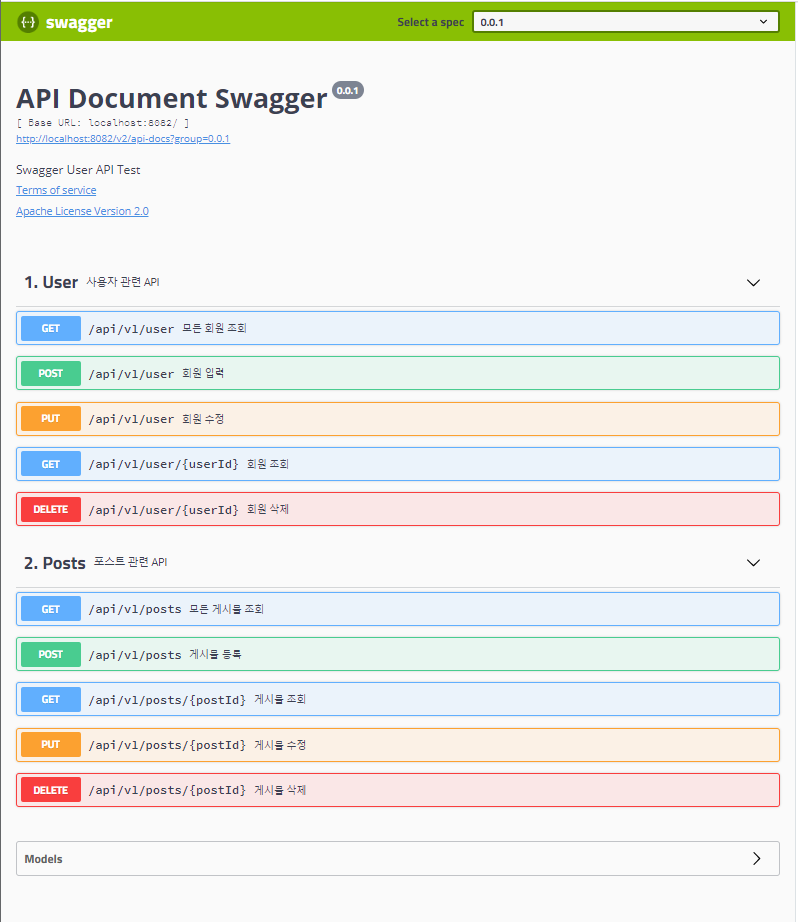 {··} swagger
Select a spec 0.0.1
API Document Swagger 0.0.1
[ Base URL: localhost:8082/ ]
http://localhost:8082/v2/api-docs?group=0.0.1
Swagger User API Test
Terms of service
Apache License Version 2.0
1. User 사용자 관련 API
GET /api/v1/user 모든 회원 조회
POST /api/v1/user 회원 입력
PUT /api/v1/user 회원 수정
GET /api/v1/user/{userId} 회원 조회
DELETE /api/v1/user/{userId} 회원 삭제
2. Posts 포스트 관련 API
GET /api/v1/posts 모든 게시물 조회
POST /api/v1/posts 게시물 등록
GET /api/v1/posts/{postId} 게시물 조회
PUT /api/v1/posts/{postId} 게시물 수정
DELETE /api/v1/posts/{postId} 게시물 삭제
Models